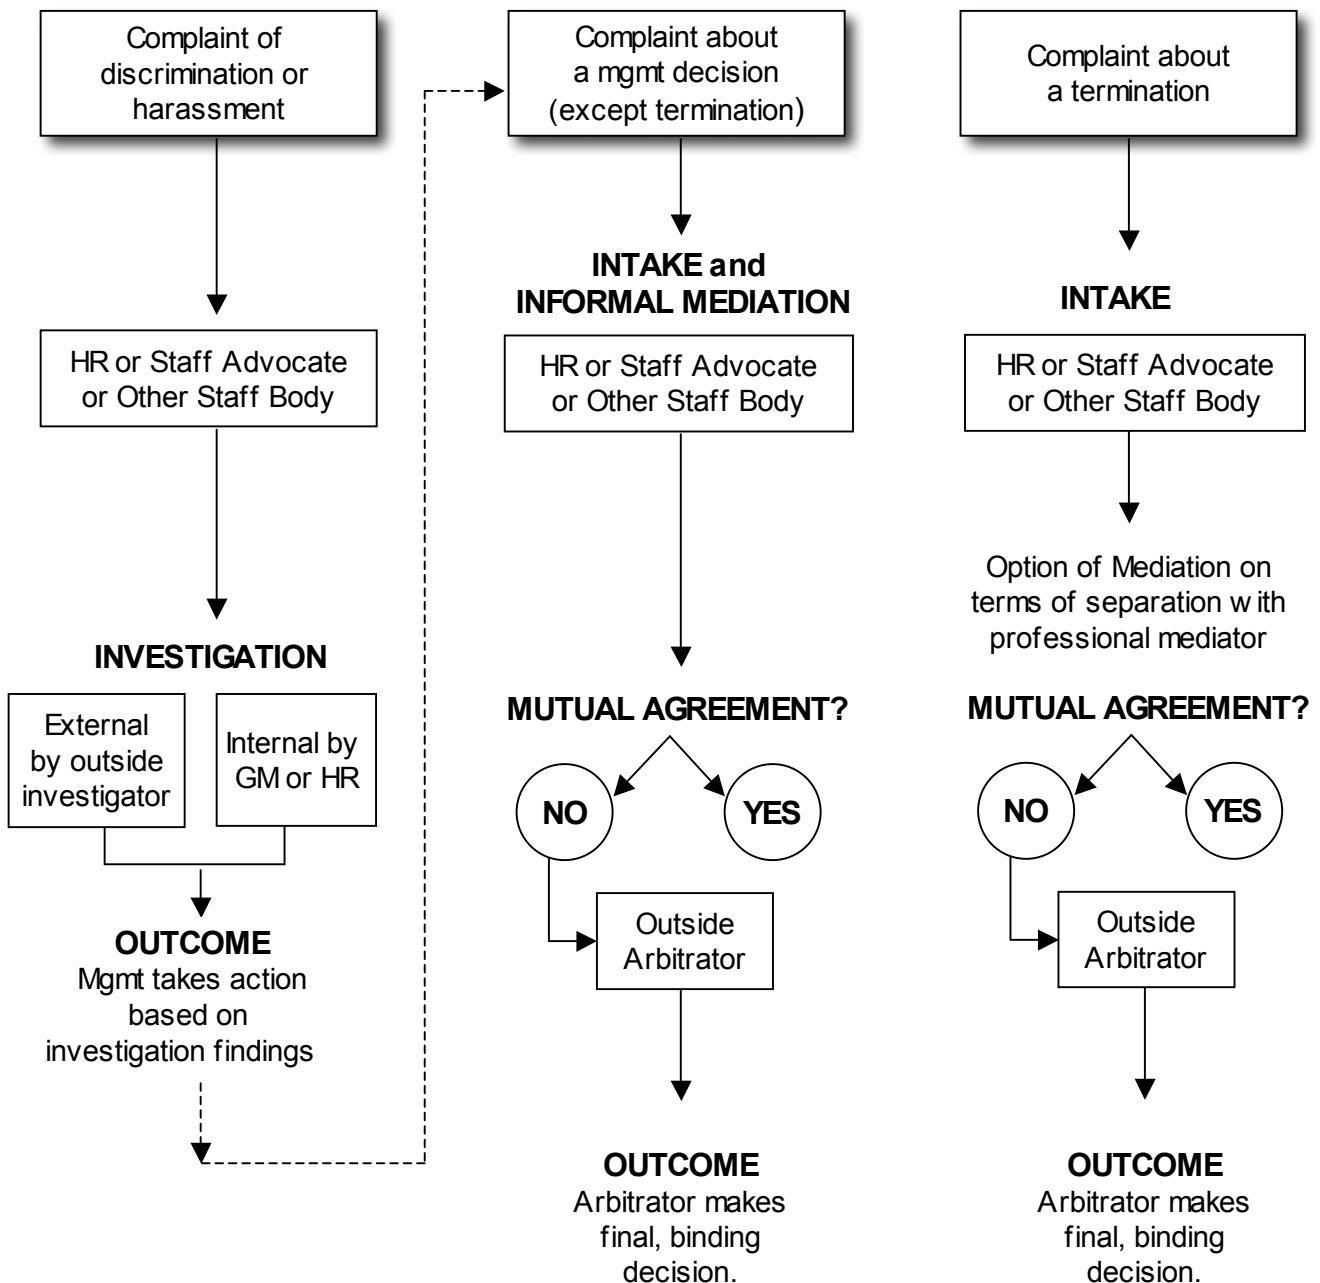 Complaint of
discrimination or
harassment
HR or Staff Advocate
or Other Staff Body
INVESTIGATION
External
by outside
investigator
Internal by
GM or HR
OUTCOME
Mgmt takes action
based on
investigation findings
Complaint about
a mgmt decision
(except termination)
INTAKE and
INFORMAL MEDIATION
HR or Staff Advocate
or Other Staff Body
MUTUAL AGREEMENT?
NO
YES
Outside
Arbitrator
OUTCOME
Arbitrator makes
final, binding
decision.
Complaint about
a termination
INTAKE
HR or Staff Advocate
or Other Staff Body
Option of Mediation on
terms of separation with
professional mediator
MUTUAL AGREEMENT?
NO
YES
Outside
Arbitrator
OUTCOME
Arbitrator makes
final, binding
decision.